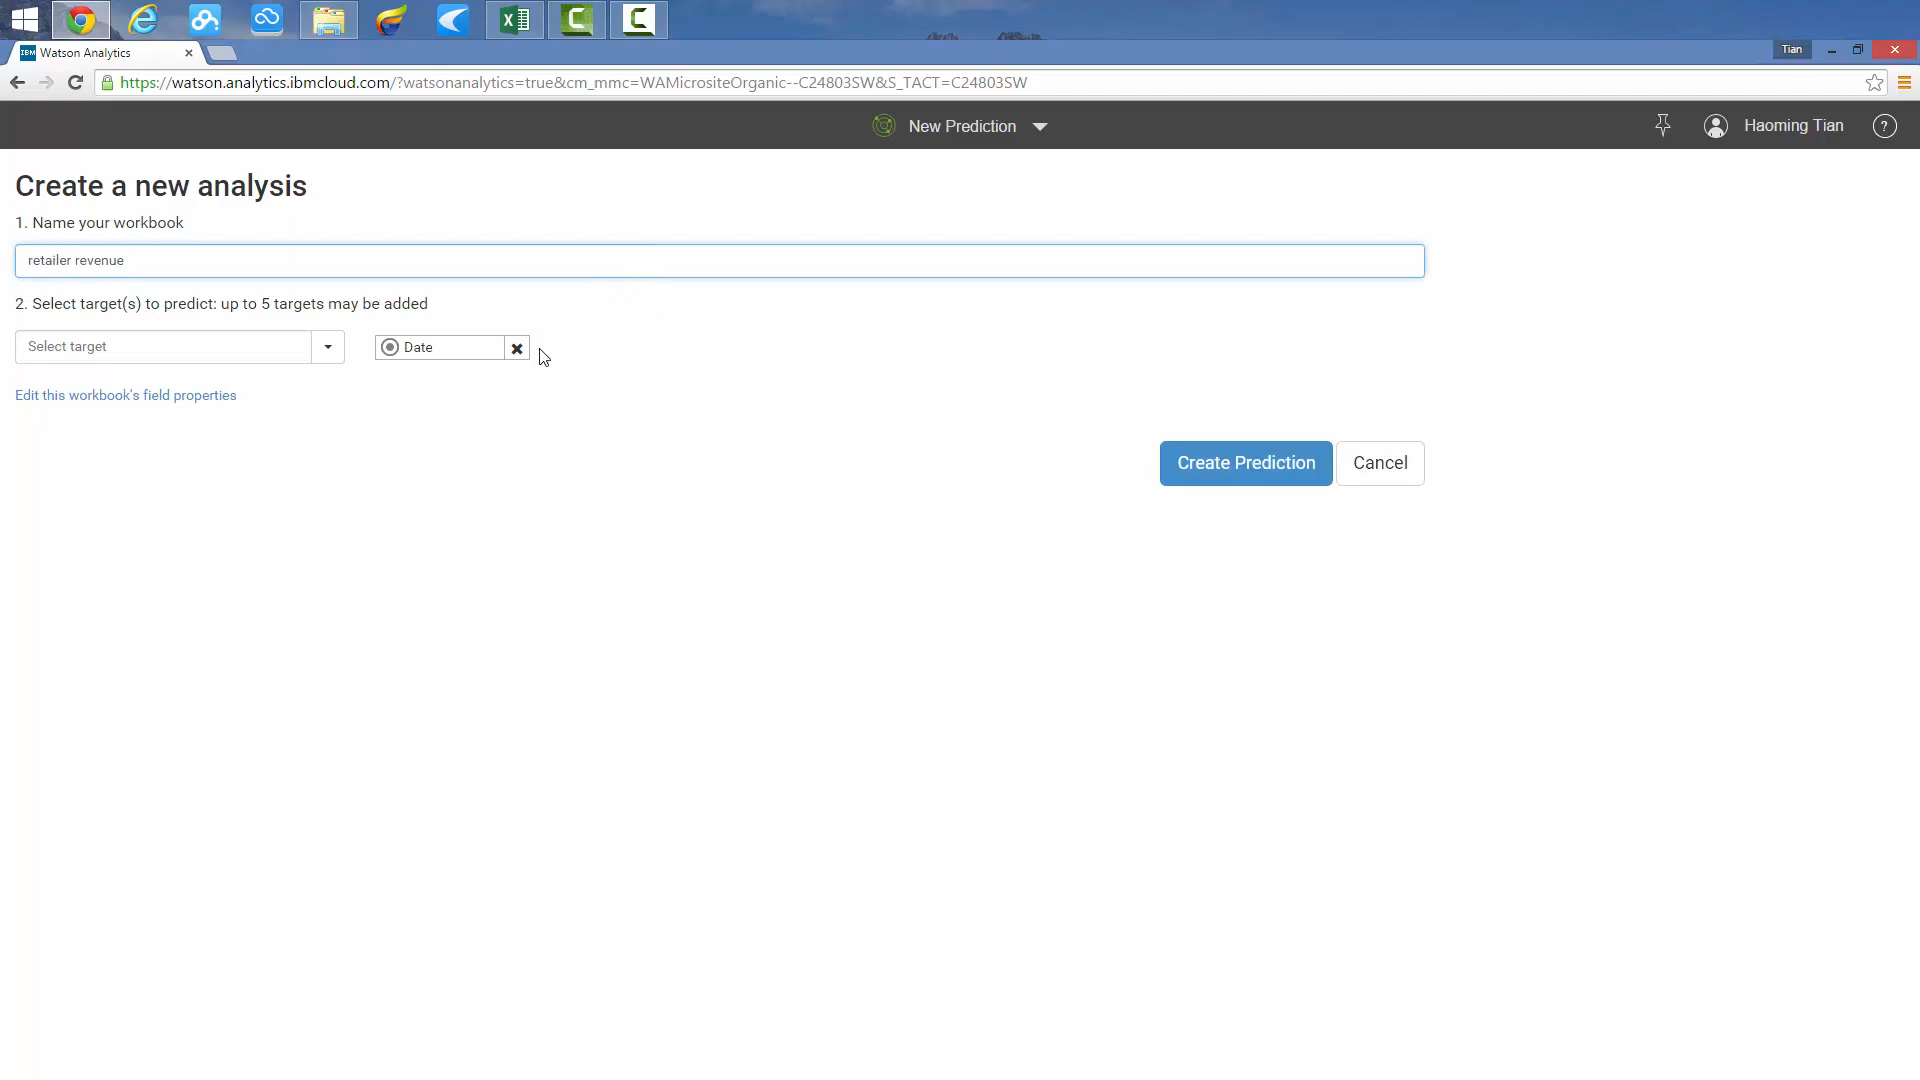 IBM Watson Analytics
Tian
https://watson.analytics.ibmcloud.com/?watsonanalytics=true&cm_mmc=WAMicrositeOrganic--C24803SW&S_TACT=C24803SW
New Prediction
Haoming Tian
?
Create a new analysis
1. Name your workbook
retailer revenue
2. Select target(s) to predict: up to 5 targets may be added
Select target
Date
Edit this workbook's field properties
Create Prediction
Cancel